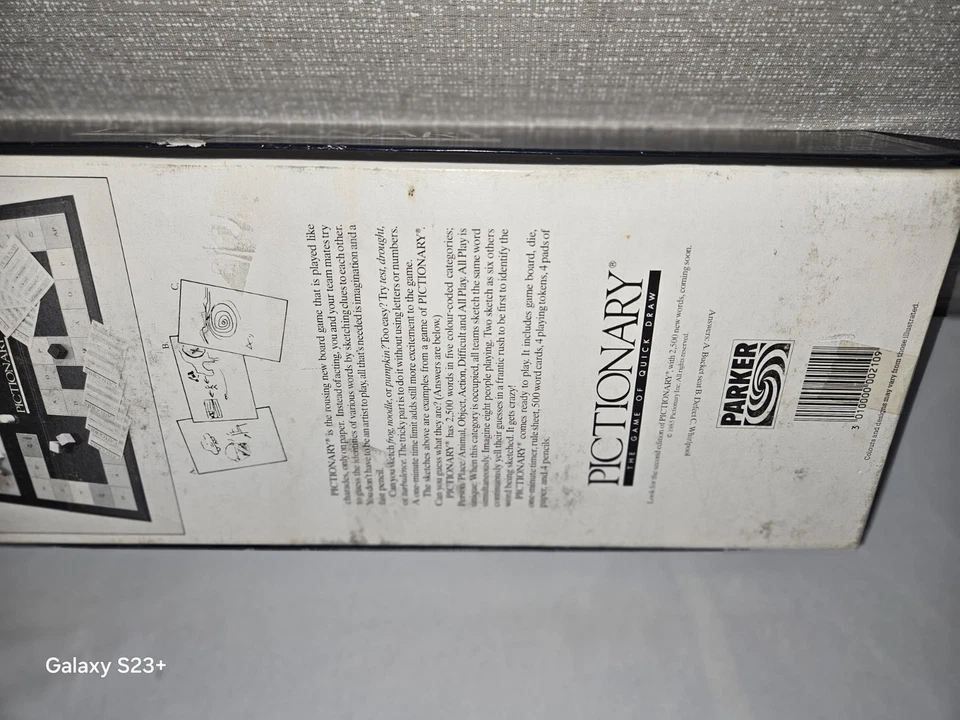 PICTIONARY
C.
B.
A.
PICTIONARY® is the rousing new board game that is played like
charades, only on paper. Instead of acting, you and your team mates try
to guess the identities of various words by sketching clues to each other.
You don't have to be an artist to play, all that's needed is imagination and a
fast pencil.
Can you sketch frog, noodle, or pumpkin? Too easy? Try test, drought,
or turbulence. The tricky part is to do it without using letters or numbers.
A one-minute time limit adds still more excitement to the game.
The sketches above are examples from a game of PICTIONARY®.
Can you guess what they are? (Answers are below.)
PICTIONARY® has 2,500 words in five colour-coded categories;
Person/Place/Animal, Object, Action, Difficult and All Play. All Play is
unique. When this category is occupied, all teams sketch the same word
simultaneously. Imagine eight people playing. Two sketch as six others
continuously yell their guesses in a frantic rush to be first to identify the
word being sketched. It gets crazy!
PICTIONARY® comes ready to play. It includes game board, die,
one-minute timer, rule sheet, 500 word cards, 4 playing tokens, 4 pads of
paper, and 4 pencils.
PICTIONARY®
THE GAME OF QUICK DRAW
Look for the second edition of PICTIONARY®, with 2,500 new words, coming soon.
Pictionary Inc. All rights reserved.
Answers: A. Bucket seat B. Infect C. Whirlpool
PARKER
3 010000 002109
Colours and designs may vary from those illustrated.
Galaxy S23+